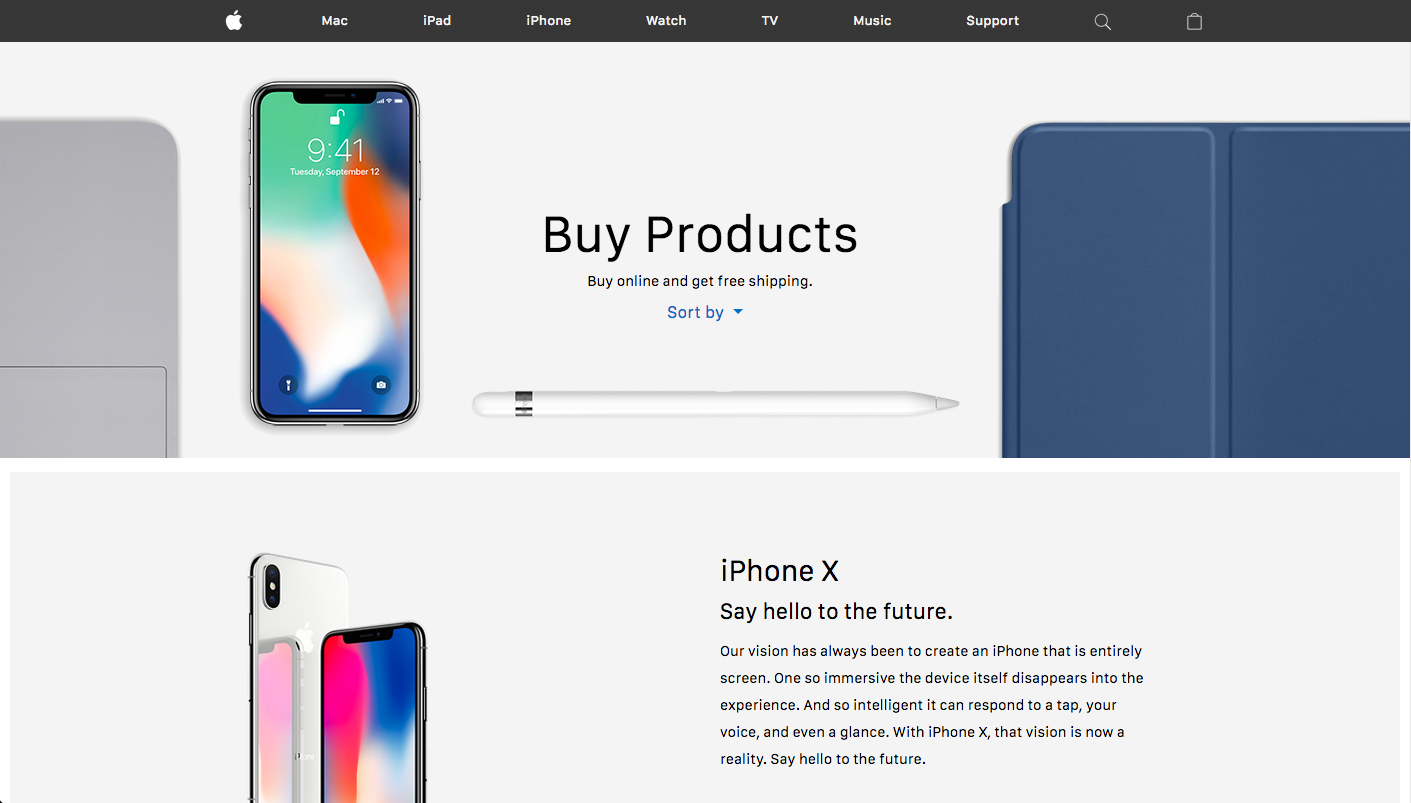 Mac iPad iPhone Watch TV Music Support
9:41
Tuesday, September 12
Buy Products
Buy online and get free shipping.
Sort by
iPhone X
Say hello to the future.
Our vision has always been to create an iPhone that is entirely
screen. One so immersive the device itself disappears into the
experience. And so intelligent it can respond to a tap, your
voice, and even a glance. With iPhone X, that vision is now a
reality. Say hello to the future.
iPhone